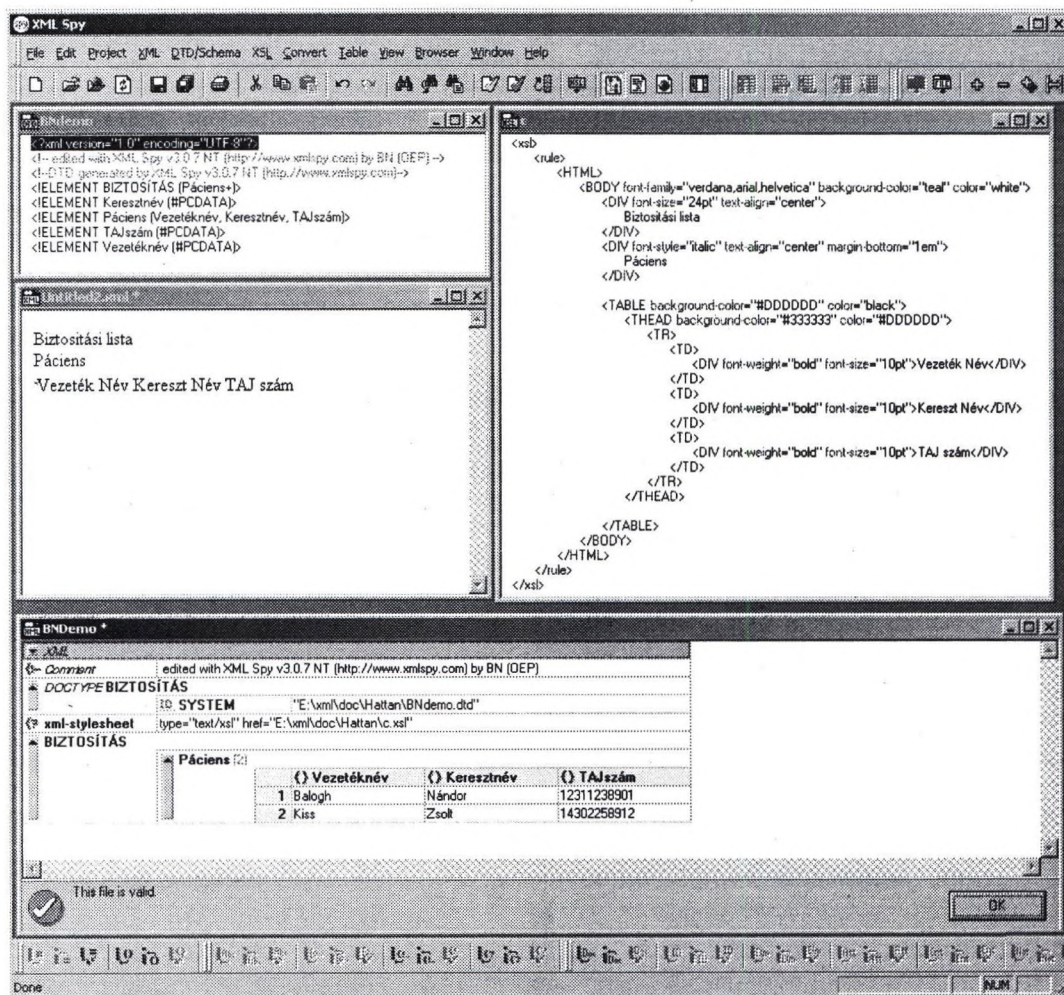 XML Spy
File Edit Project XML DTD/Schema XSL Convert Table View Browser Window Help
BNdemo
<?xml version="1.0" encoding="UTF-8"?>
<!-- edited with XML Spy v3.0.7 NT (http://www.xmlspy.com) by BN (OEP) -->
<!--DTD generated by XML Spy v3.0.7 NT (http://www.xmlspy.com)-->
<!ELEMENT BIZTOSÍTÁS (Páciens+)>
<!ELEMENT Keresztnév (#PCDATA)>
<!ELEMENT Páciens (Vezetéknév, Keresztnév, TAJszám)>
<!ELEMENT TAJszám (#PCDATA)>
<!ELEMENT Vezetéknév (#PCDATA)>
Untitled2.xml *
Biztositási lista
Páciens
Vezeték Név Kereszt Név TAJ szám
<xsl>
<rule>
<HTML>
<BODY font-family="verdana,arial,helvetica" background-color="teal" color="white">
<DIV font-size="24pt" text-align="center">
Biztositási lista
</DIV>
<DIV font-style="italic" text-align="center" margin-bottom="1em">
Páciens
</DIV>
<TABLE background-color="#DDDDDD" color="black">
<THEAD background-color="#333333" color="#DDDDDD">
<TR>
<TD>
<DIV font-weight="bold" font-size="10pt">Vezeték Név</DIV>
</TD>
<TD>
<DIV font-weight="bold" font-size="10pt">Kereszt Név</DIV>
</TD>
<TD>
<DIV font-weight="bold" font-size="10pt">TAJ szám</DIV>
</TD>
</TR>
</THEAD>
</TABLE>
</BODY>
</HTML>
</rule>
</xsl>
BNDemo *
XML
Comment edited with XML Spy v3.0.7 NT (http://www.xmlspy.com) by BN (OEP)
DOCTYPE BIZTOSÍTÁS
SYSTEM "E:\xml\doc\Hattan\BNdemo.dtd"
xml-stylesheet type="text/xsl" href="E:\xml\doc\Hattan\c.xsl"
BIZTOSÍTÁS
Páciens (2)
() Vezetéknév () Keresztnév () TAJszám
1 Balogh Nándor 12311238901
2 Kiss Zsolt 14302258912
This file is valid.
OK
Done NUM